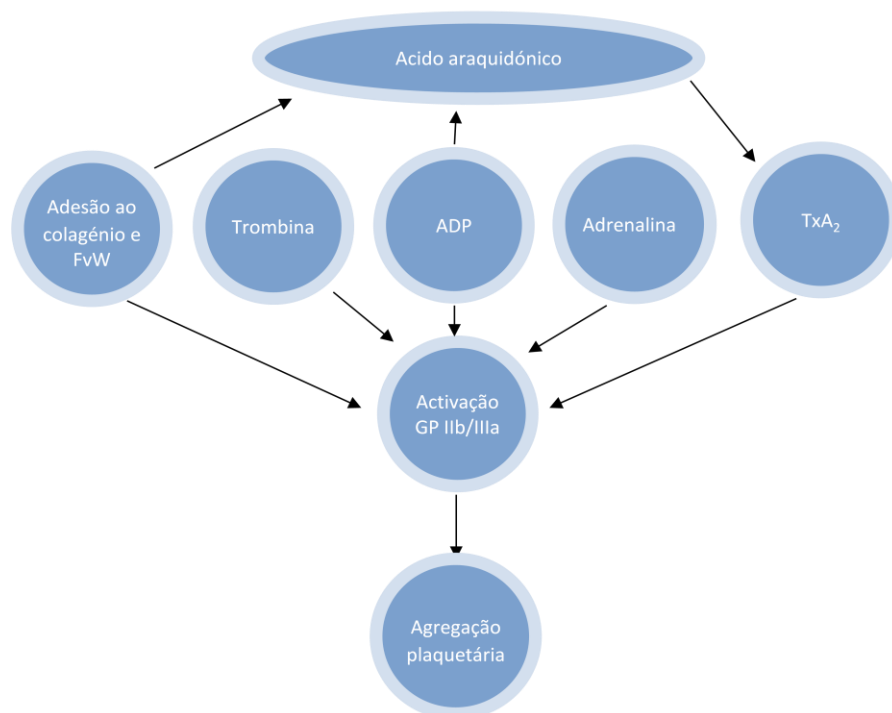 Acido araquidónico
Adesão ao
colagénio e
FvW
Trombina
ADP
Adrenalina
TxA₂
Activação
GP IIb/IIIa
Agregação
plaquetária